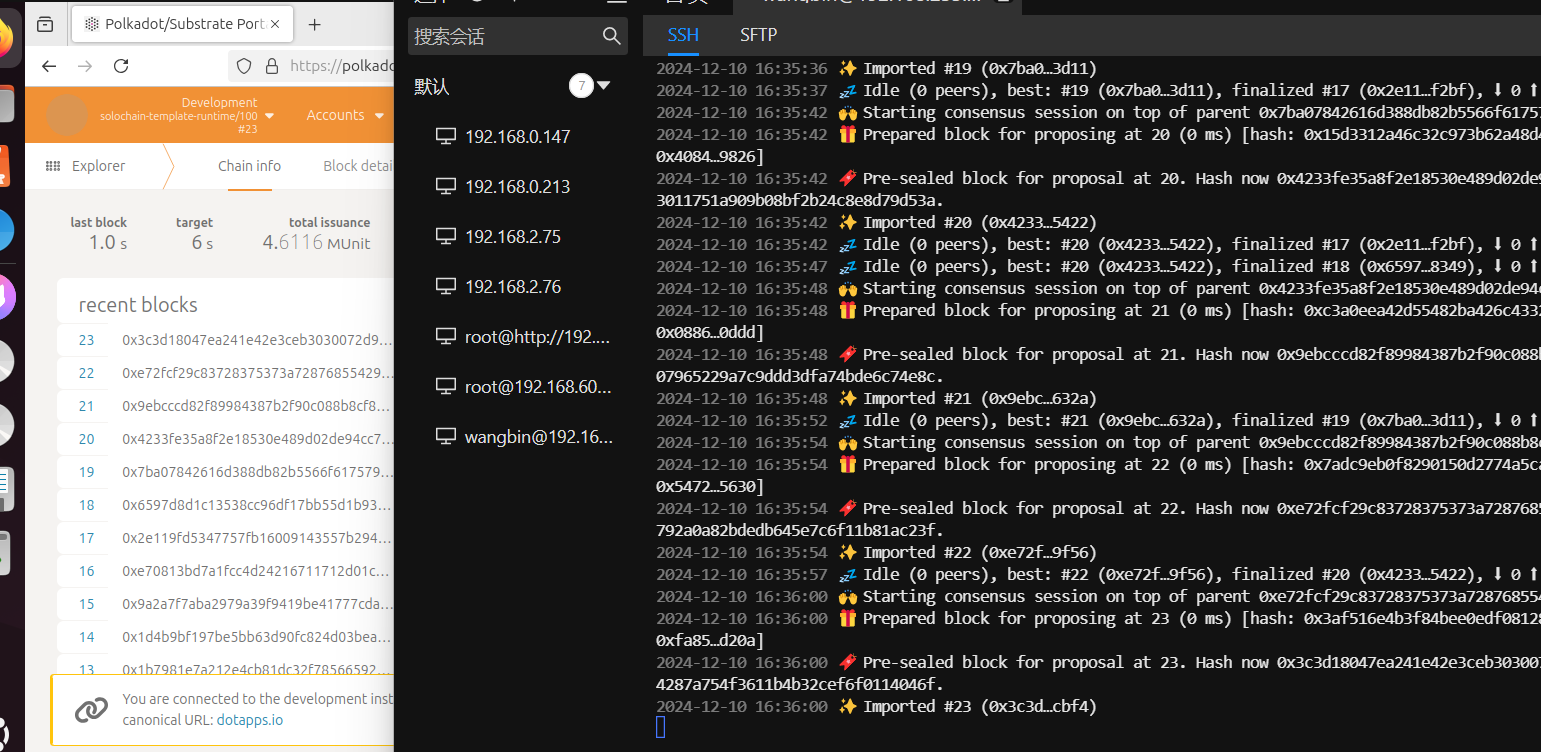 Polkadot/Substrate Port
https://polkado
Development
solochain-template-runtime/100
#23
Accounts
Explorer
Chain info
Block detai
last block
1.0 s
target
6 s
total issuance
4.6116 MUnit
recent blocks
23 0x3c3d18047ea241e42e3ceb3030072d9…
22 0xe72fcf29c83728375373a72876855429…
21 0x9ebcccd82f89984387b2f90c088b8cf8…
20 0x4233fe35a8f2e18530e489d02de94cc7…
19 0x7ba07842616d388db82b5566f617579…
18 0x6597d8d1c13538cc96df17bb55d1b93…
17 0x2e119fd5347757fb16009143557b294…
16 0xe70813bd7a1fcc4d24216711712d01c…
15 0x9a2a7f7aba2979a39f9419be41777cda…
14 0x1d4b9bf197be5bb63d90fc824d03bea…
13 0x1b7981e7a212e4cb81dc32f78566592…
You are connected to the development inst
canonical URL: dotapps.io
搜索会话
默认
7
192.168.0.147
192.168.0.213
192.168.2.75
192.168.2.76
root@http://192....
root@192.168.60...
wangbin@192.16...
SSH
SFTP
2024-12-10 16:35:36 ✨ Imported #19 (0x7ba0…3d11)
2024-12-10 16:35:37 💤 Idle (0 peers), best: #19 (0x7ba0…3d11), finalized #17 (0x2e11…f2bf), ⬇ 0 ⬆
2024-12-10 16:35:42 🙌 Starting consensus session on top of parent 0x7ba07842616d388db82b5566f6175
2024-12-10 16:35:42 🎁 Prepared block for proposing at 20 (0 ms) [hash: 0x15d3312a46c32c973b62a48d
0x4084…9826]
2024-12-10 16:35:42 🔖 Pre-sealed block for proposal at 20. Hash now 0x4233fe35a8f2e18530e489d02de
3011751a909b08bf2b24c8e8d79d53a.
2024-12-10 16:35:42 ✨ Imported #20 (0x4233…5422)
2024-12-10 16:35:42 💤 Idle (0 peers), best: #20 (0x4233…5422), finalized #17 (0x2e11…f2bf), ⬇ 0 ⬆
2024-12-10 16:35:47 💤 Idle (0 peers), best: #20 (0x4233…5422), finalized #18 (0x6597…8349), ⬇ 0 ⬆
2024-12-10 16:35:48 🙌 Starting consensus session on top of parent 0x4233fe35a8f2e18530e489d02de94
2024-12-10 16:35:48 🎁 Prepared block for proposing at 21 (0 ms) [hash: 0xc3a0eea42d55482ba426c433
0x0886…0ddd]
2024-12-10 16:35:48 🔖 Pre-sealed block for proposal at 21. Hash now 0x9ebcccd82f89984387b2f90c088
07965229a7c9ddd3dfa74bde6c74e8c.
2024-12-10 16:35:48 ✨ Imported #21 (0x9ebc…632a)
2024-12-10 16:35:52 💤 Idle (0 peers), best: #21 (0x9ebc…632a), finalized #19 (0x7ba0…3d11), ⬇ 0 ⬆
2024-12-10 16:35:54 🙌 Starting consensus session on top of parent 0x9ebcccd82f89984387b2f90c088b8
2024-12-10 16:35:54 🎁 Prepared block for proposing at 22 (0 ms) [hash: 0x7adc9eb0f8290150d2774a5c
0x5472…5630]
2024-12-10 16:35:54 🔖 Pre-sealed block for proposal at 22. Hash now 0xe72fcf29c83728375373a728768
792a0a82bdedb645e7c6f11b81ac23f.
2024-12-10 16:35:54 ✨ Imported #22 (0xe72f…9f56)
2024-12-10 16:35:57 💤 Idle (0 peers), best: #22 (0xe72f…9f56), finalized #20 (0x4233…5422), ⬇ 0 ⬆
2024-12-10 16:36:00 🙌 Starting consensus session on top of parent 0xe72fcf29c83728375373a72876855
2024-12-10 16:36:00 🎁 Prepared block for proposing at 23 (0 ms) [hash: 0x3af516e4b3f84bee0edf0812
0xfa85…d20a]
2024-12-10 16:36:00 🔖 Pre-sealed block for proposal at 23. Hash now 0x3c3d18047ea241e42e3ceb30300
4287a754f3611b4b32cef6f0114046f.
2024-12-10 16:36:00 ✨ Imported #23 (0x3c3d…cbf4)